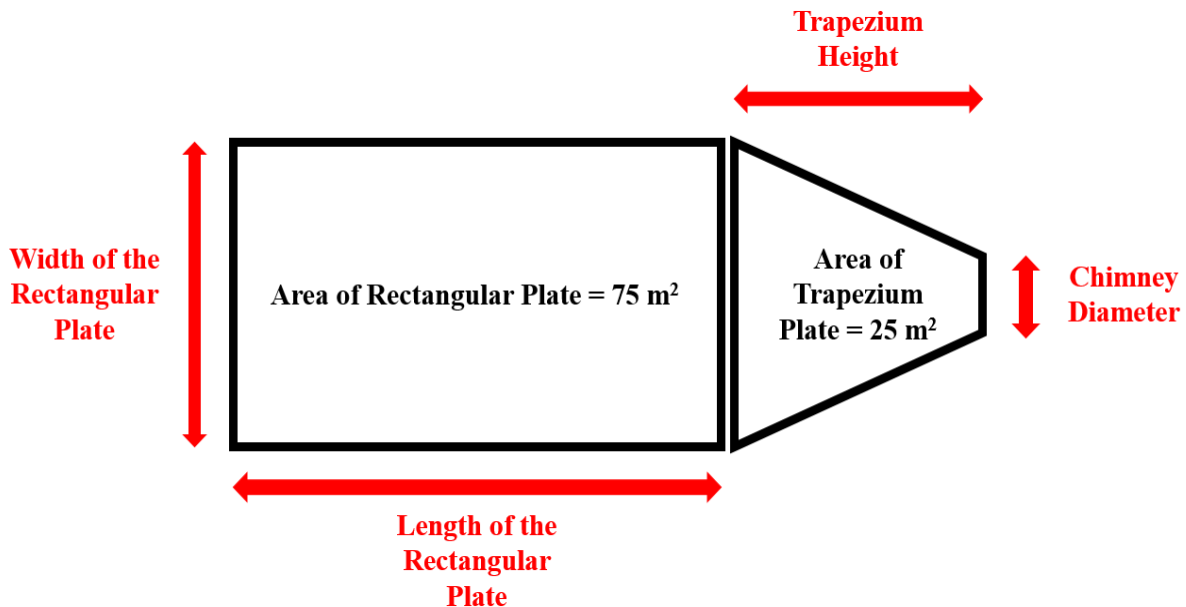 Trapezium
Height
Width of the
Rectangular
Plate
Area of Rectangular Plate = 75 m²
Area of
Trapezium
Plate = 25 m²
Chimney
Diameter
Length of the
Rectangular
Plate